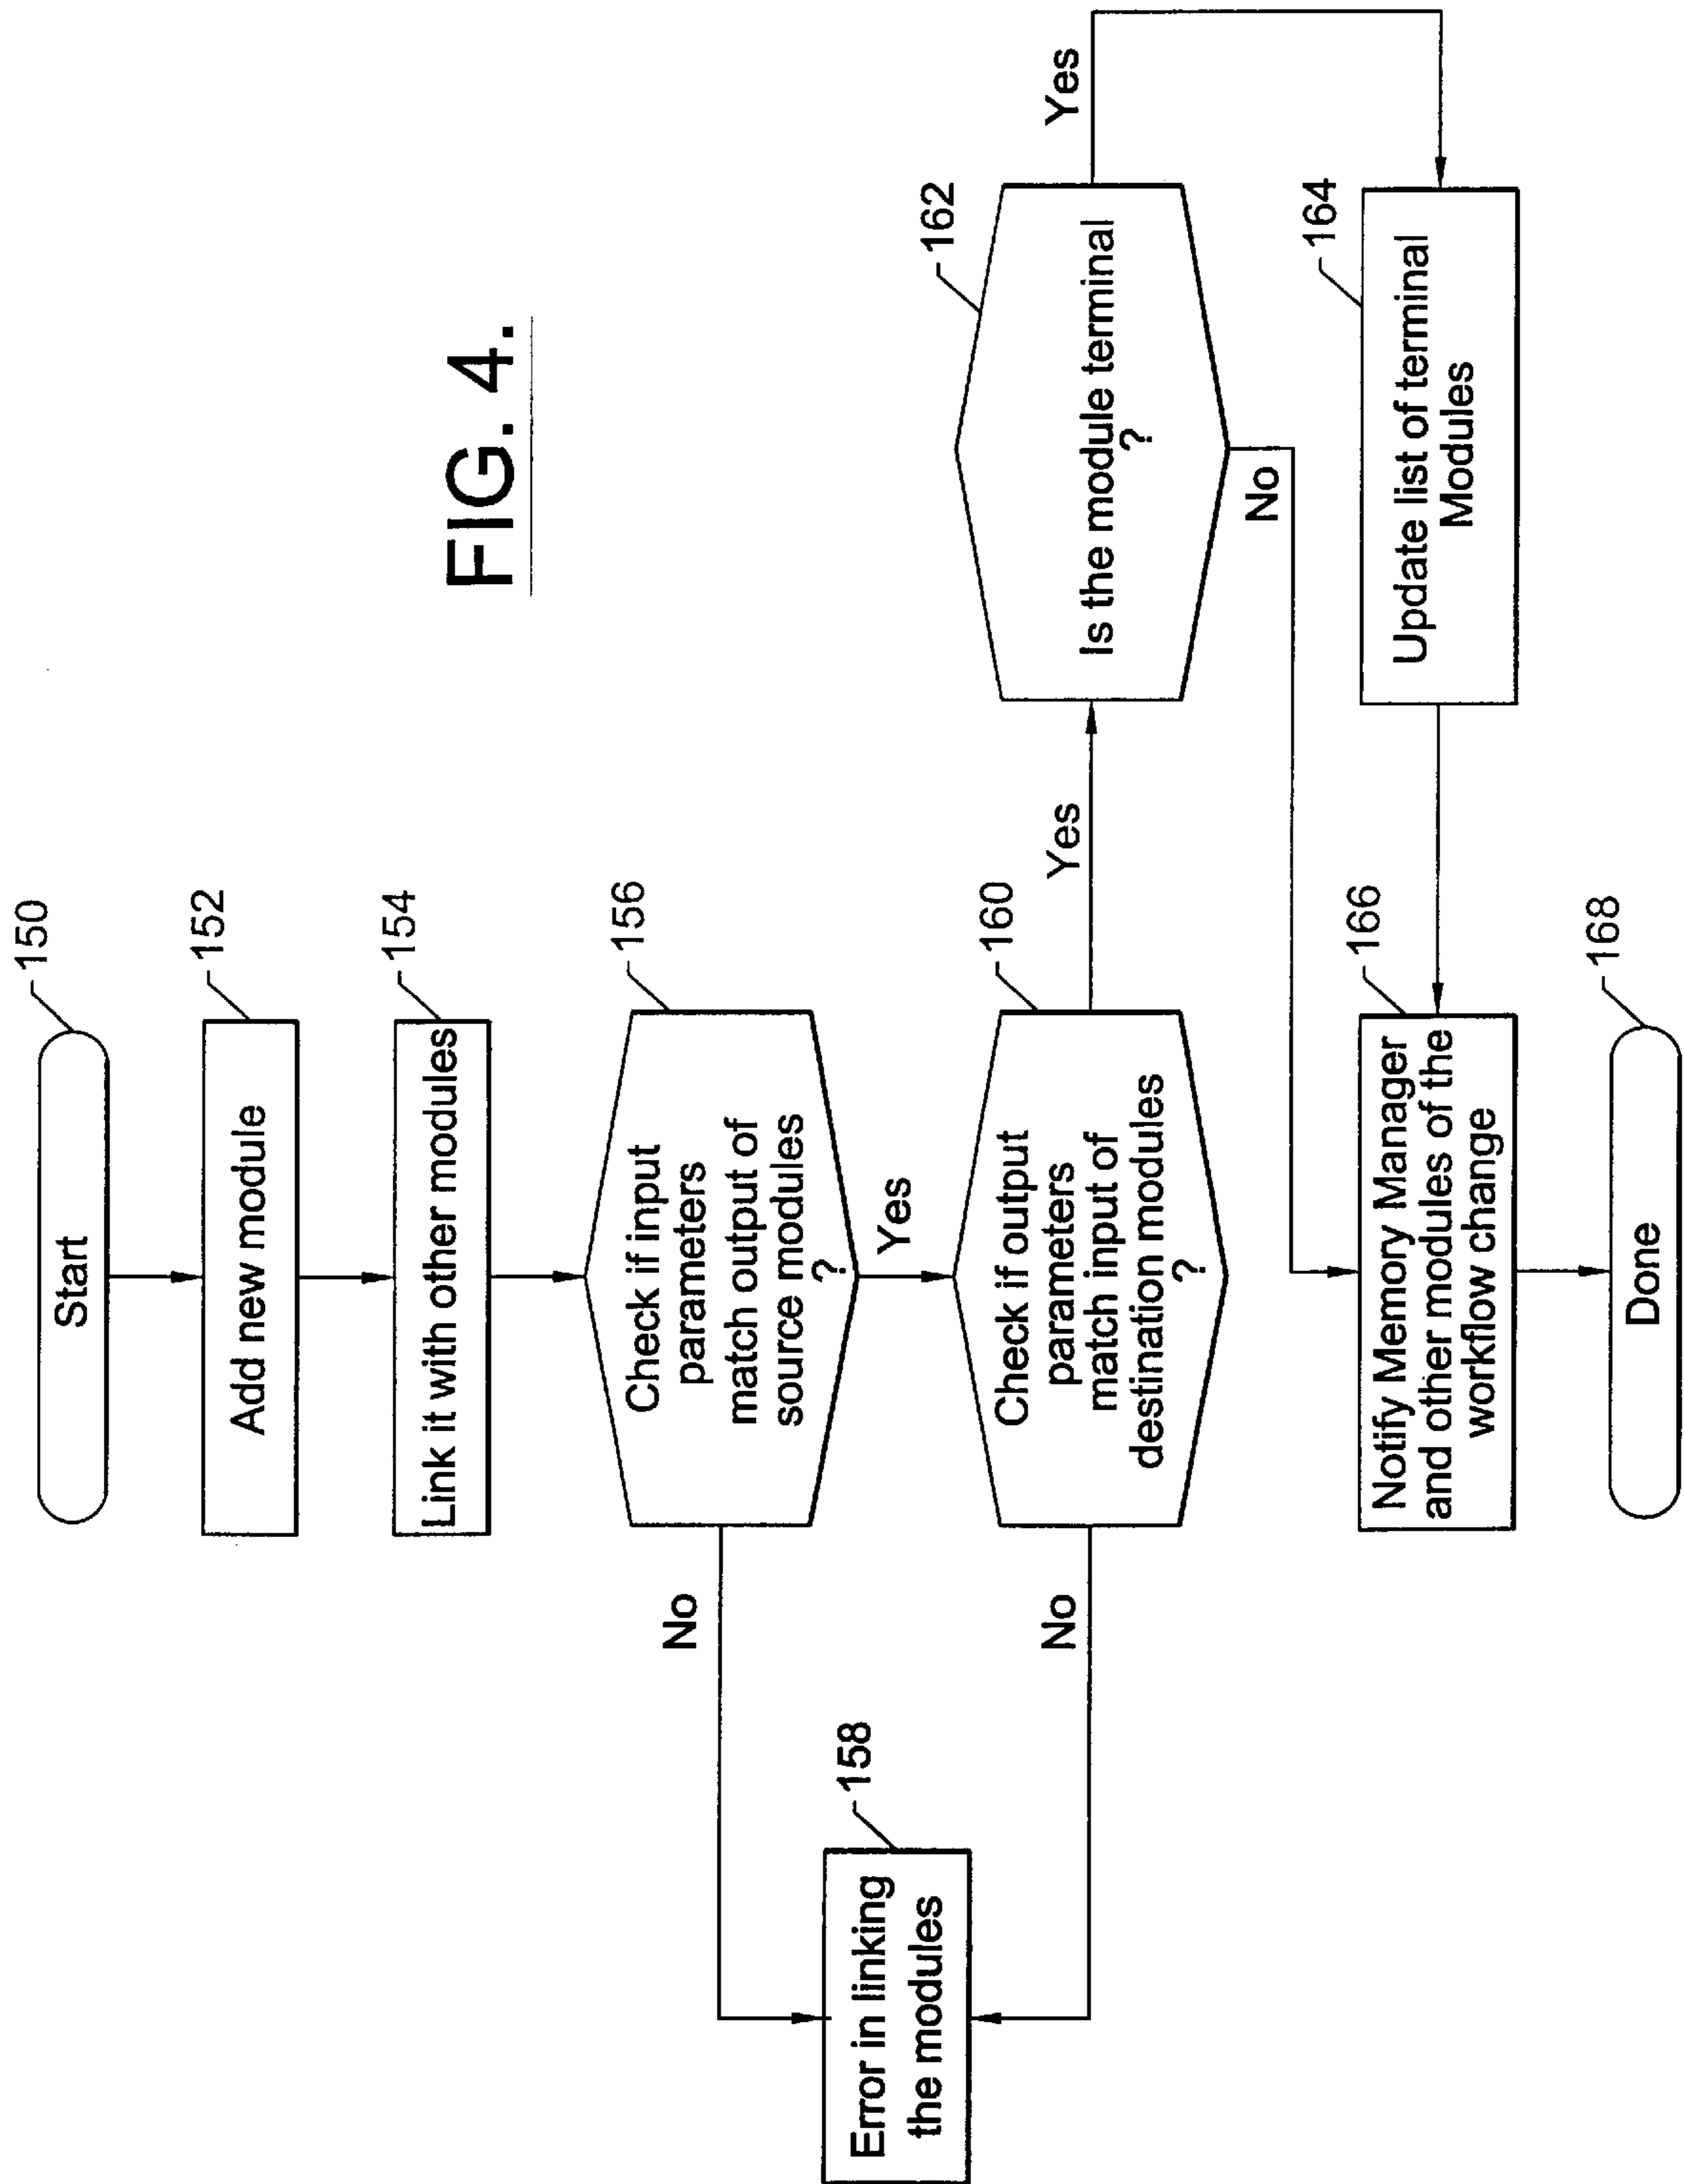 FIG. 4.
Start
150
Add new module
152
Link it with other modules
154
Check if input
parameters
match output of
source modules
?
156
No
Yes
Error in linking
the modules
158
Check if output
parameters
match input of
destination modules
?
160
No
Yes
Is the module terminal
?
162
Yes
No
Update list of terminal
Modules
164
Notify Memory Manager
and other modules of the
workflow change
166
Done
168